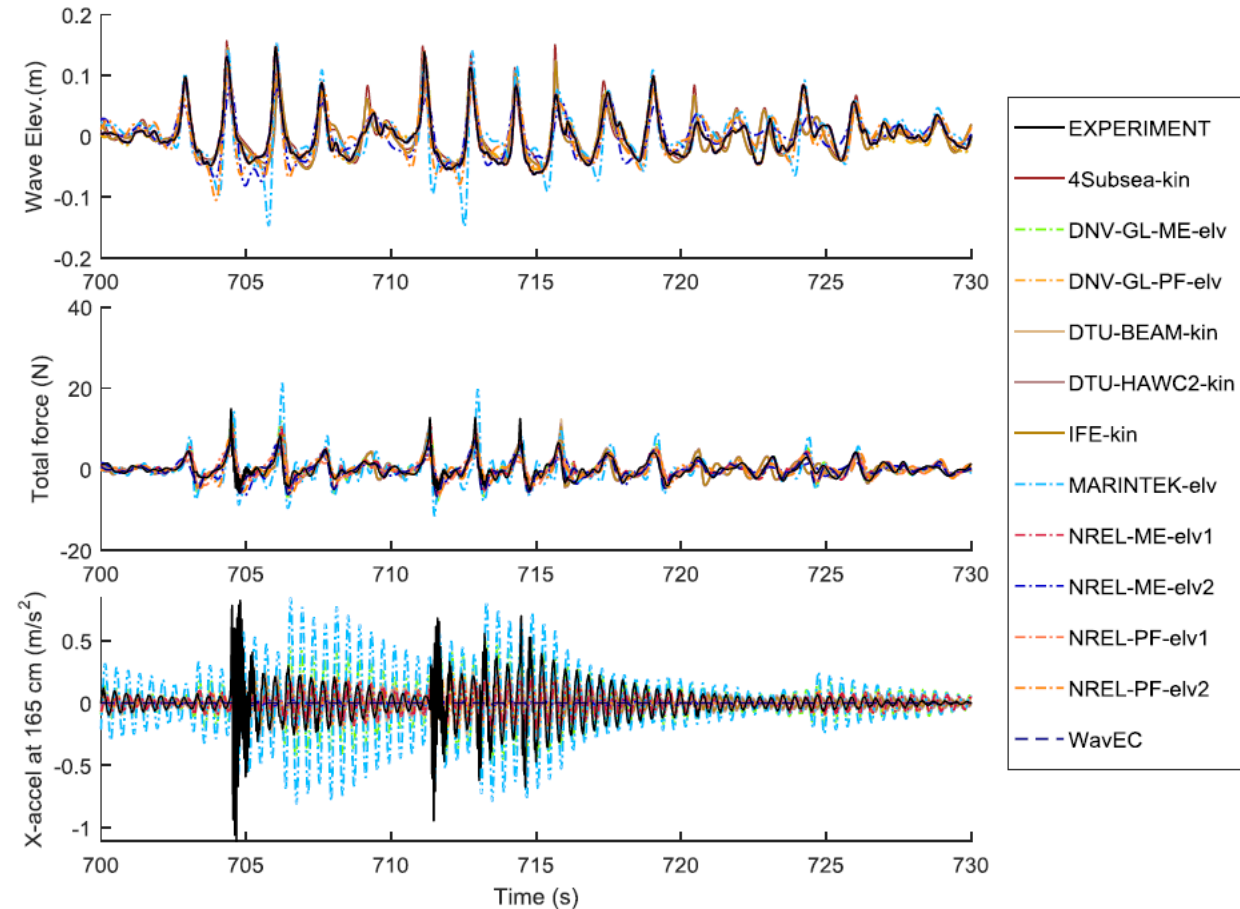 0.2
0.1
0
-0.1
-0.2
Wave Elev.(m)
700 705 710 715 720 725 730
40
20
0
-20
Total force (N)
700 705 710 715 720 725 730
0.5
0
-0.5
-1
X-accel at 165 cm (m/s²)
700 705 710 715 720 725 730
Time (s)
EXPERIMENT
4Subsea-kin
DNV-GL-ME-elv
DNV-GL-PF-elv
DTU-BEAM-kin
DTU-HAWC2-kin
IFE-kin
MARINTEK-elv
NREL-ME-elv1
NREL-ME-elv2
NREL-PF-elv1
NREL-PF-elv2
WavEC